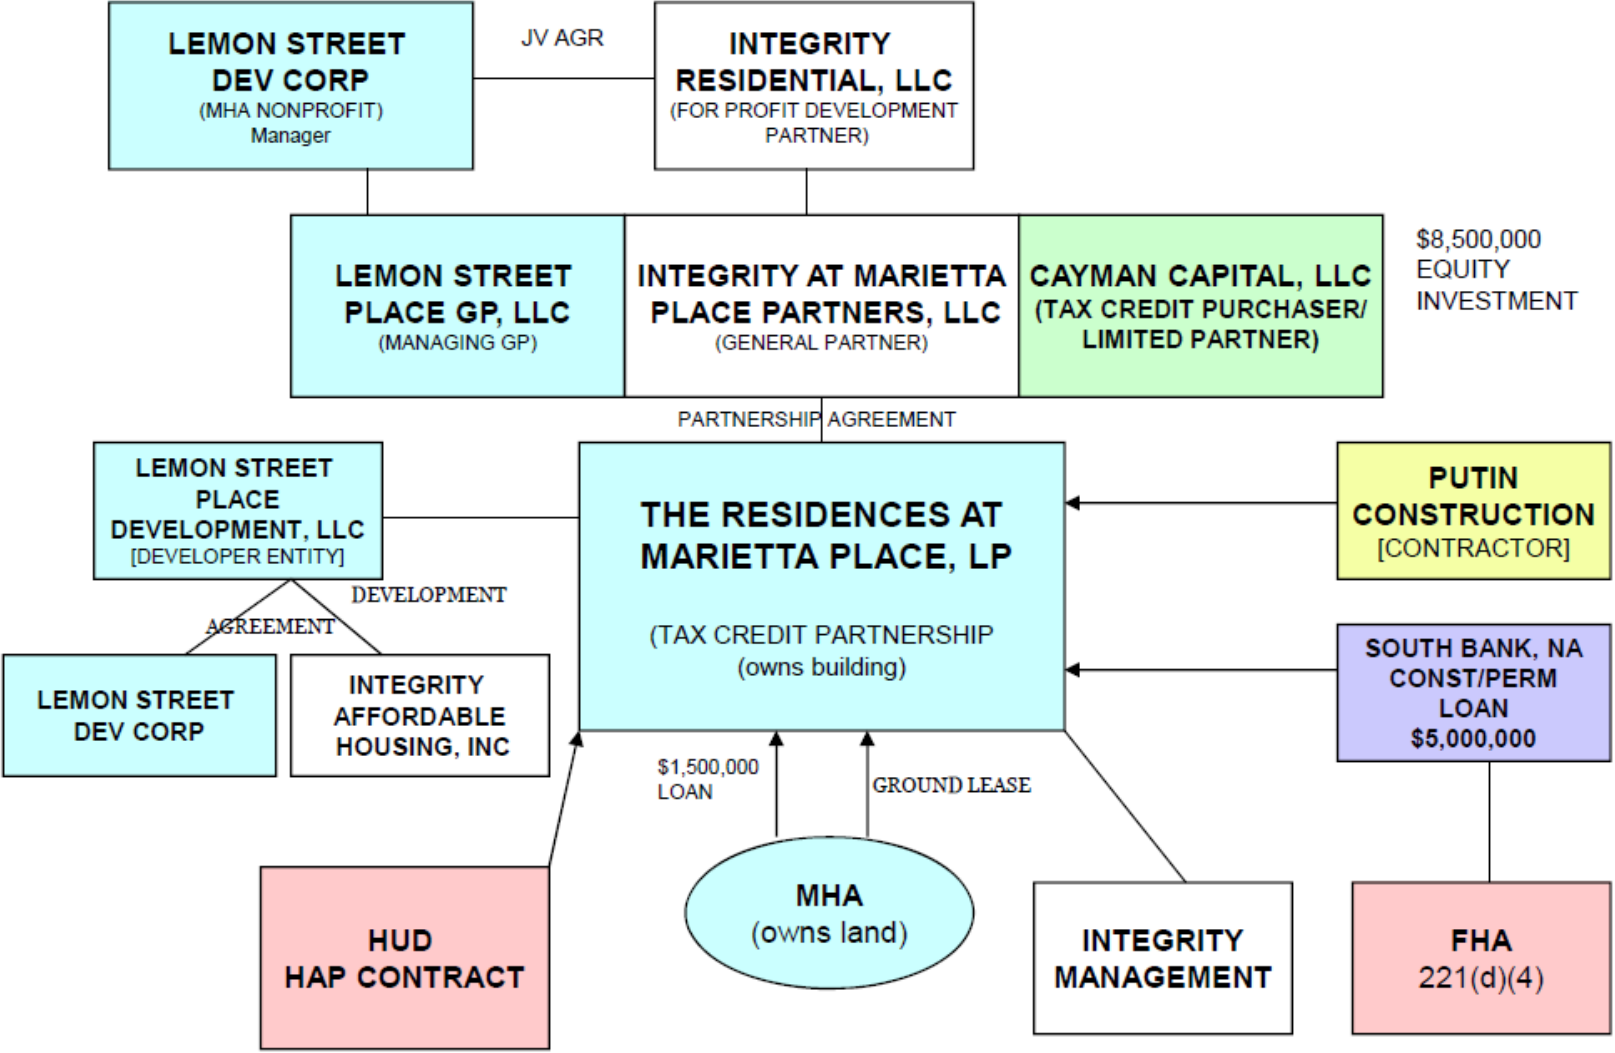 LEMON STREET
DEV CORP
(MHA NONPROFIT)
Manager
JV AGR
INTEGRITY
RESIDENTIAL, LLC
(FOR PROFIT DEVELOPMENT
PARTNER)
LEMON STREET
PLACE GP, LLC
(MANAGING GP)
INTEGRITY AT MARIETTA
PLACE PARTNERS, LLC
(GENERAL PARTNER)
CAYMAN CAPITAL, LLC
(TAX CREDIT PURCHASER/
LIMITED PARTNER)
$8,500,000
EQUITY
INVESTMENT
PARTNERSHIP AGREEMENT
LEMON STREET
PLACE
DEVELOPMENT, LLC
[DEVELOPER ENTITY]
DEVELOPMENT
AGREEMENT
LEMON STREET
DEV CORP
INTEGRITY
AFFORDABLE
HOUSING, INC
THE RESIDENCES AT
MARIETTA PLACE, LP
(TAX CREDIT PARTNERSHIP
(owns building)
PUTIN
CONSTRUCTION
[CONTRACTOR]
SOUTH BANK, NA
CONST/PERM
LOAN
$5,000,000
$1,500,000
LOAN
GROUND LEASE
HUD
HAP CONTRACT
MHA
(owns land)
INTEGRITY
MANAGEMENT
FHA
221(d)(4)